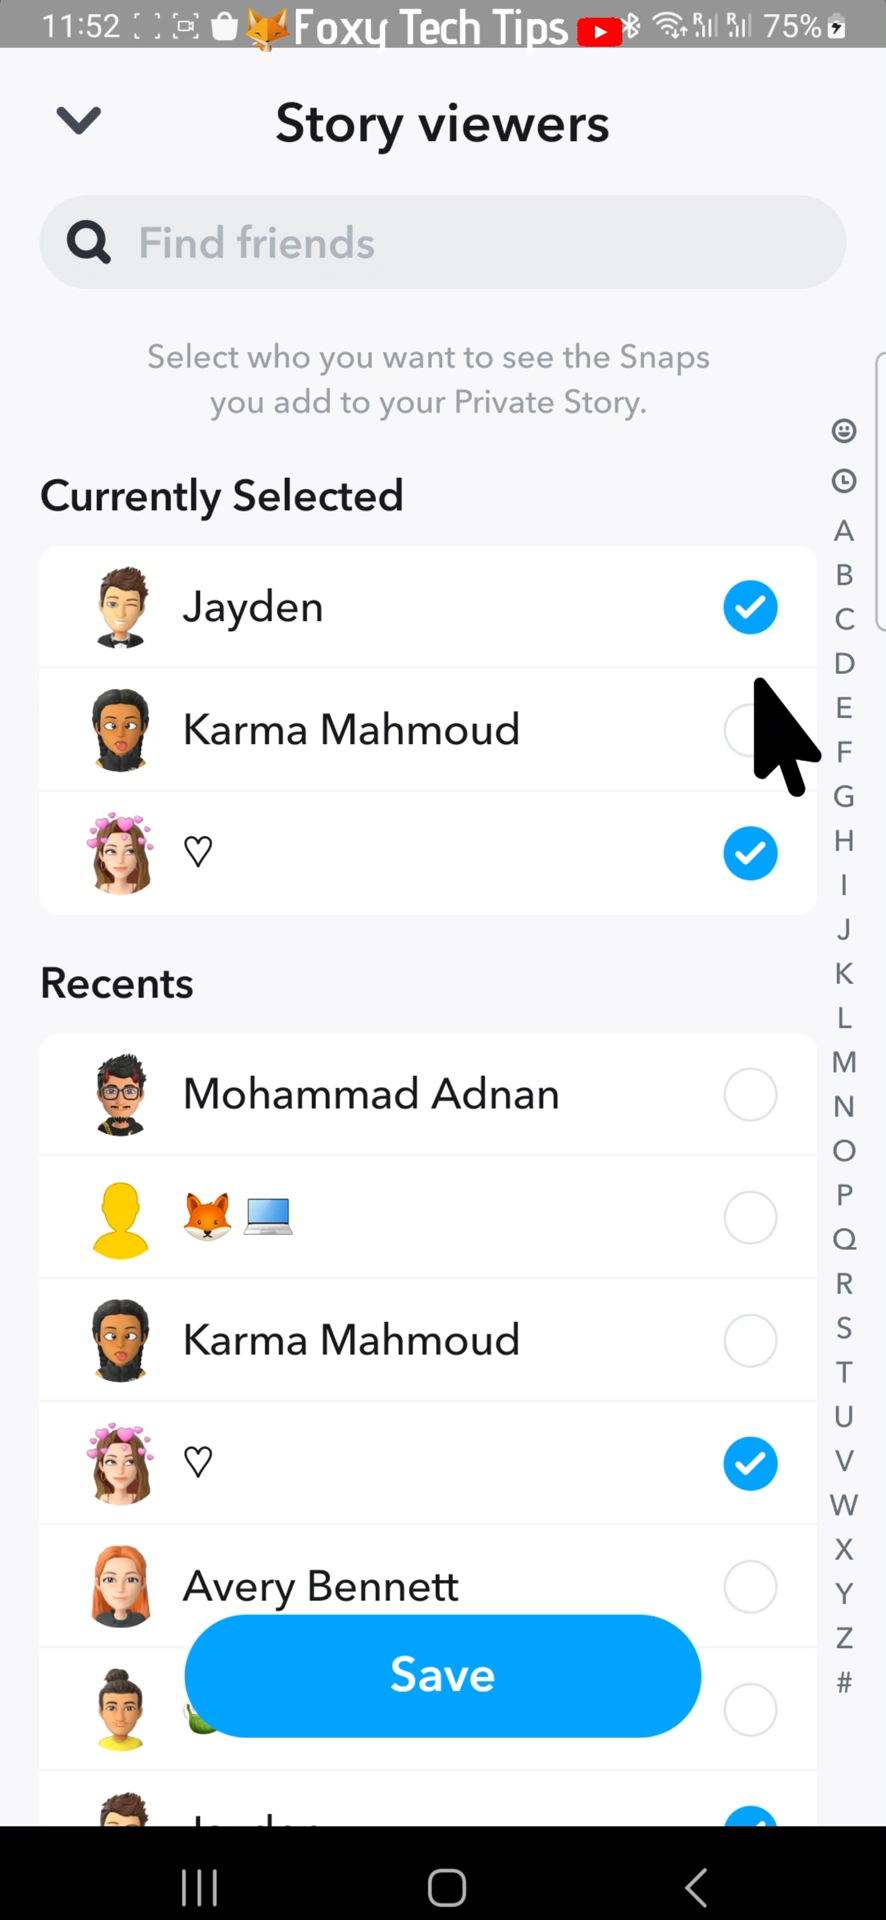 11:52 Foxy Tech Tips 75%
Story viewers
Find friends
Select who you want to see the Snaps
you add to your Private Story.
Currently Selected
Jayden
Karma Mahmoud
♡
Recents
Mohammad Adnan
🦊 💻
Karma Mahmoud
♡
Avery Bennett
Save
A
B
C
D
E
F
G
H
I
J
K
L
M
N
O
P
Q
R
S
T
U
V
W
X
Y
Z
#